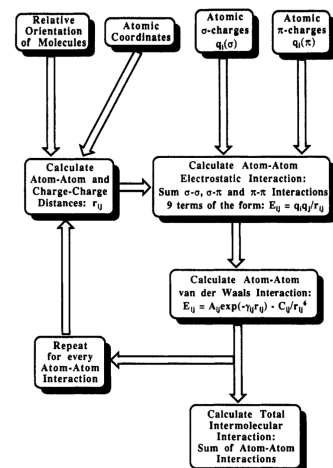 Relative
Orientation
of Molecules
Atomic
Coordinates
Atomic
σ-charges
qi(σ)
Atomic
π-charges
qi(π)
Calculate
Atom-Atom and
Charge-Charge
Distances: rij
Calculate Atom-Atom
Electrostatic Interaction:
Sum σ-σ, σ-π and π-π Interactions
9 terms of the form: Eij = qiqj/rij
Calculate Atom-Atom
van der Waals Interaction:
Eij = Aijexp(-γijrij) - Cij/rij⁶
Repeat
for every
Atom-Atom
Interaction
Calculate Total
Intermolecular
Interaction:
Sum of Atom-Atom
Interactions